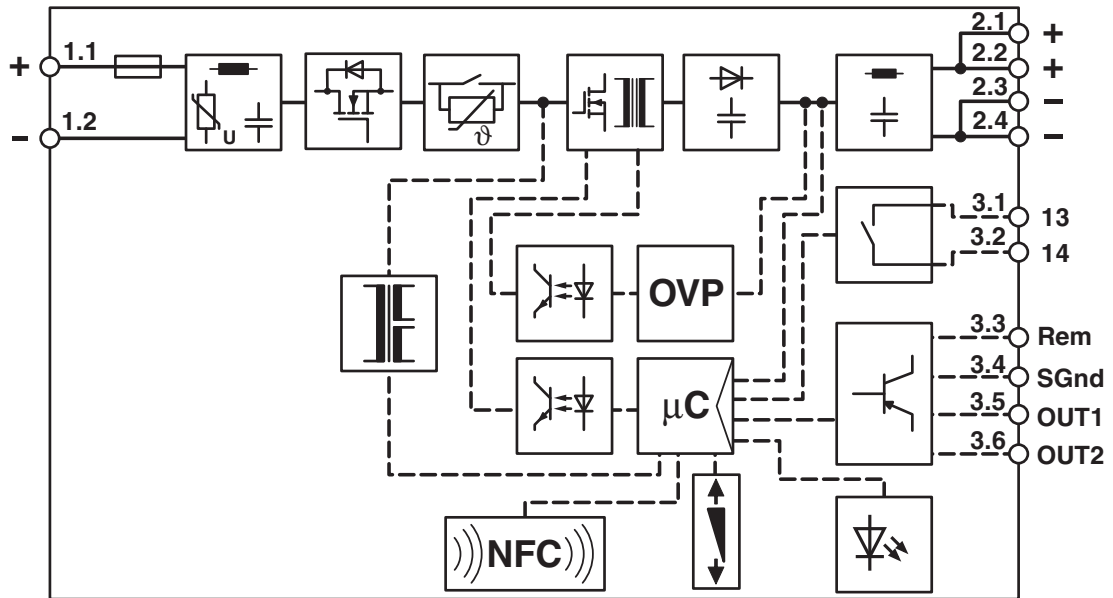 + 1.1
− 1.2
U
ϑ
2.1 +
2.2 +
2.3 −
2.4 −
3.1 13
3.2 14
OVP
3.3 Rem
3.4 SGnd
3.5 OUT1
3.6 OUT2
μC
NFC